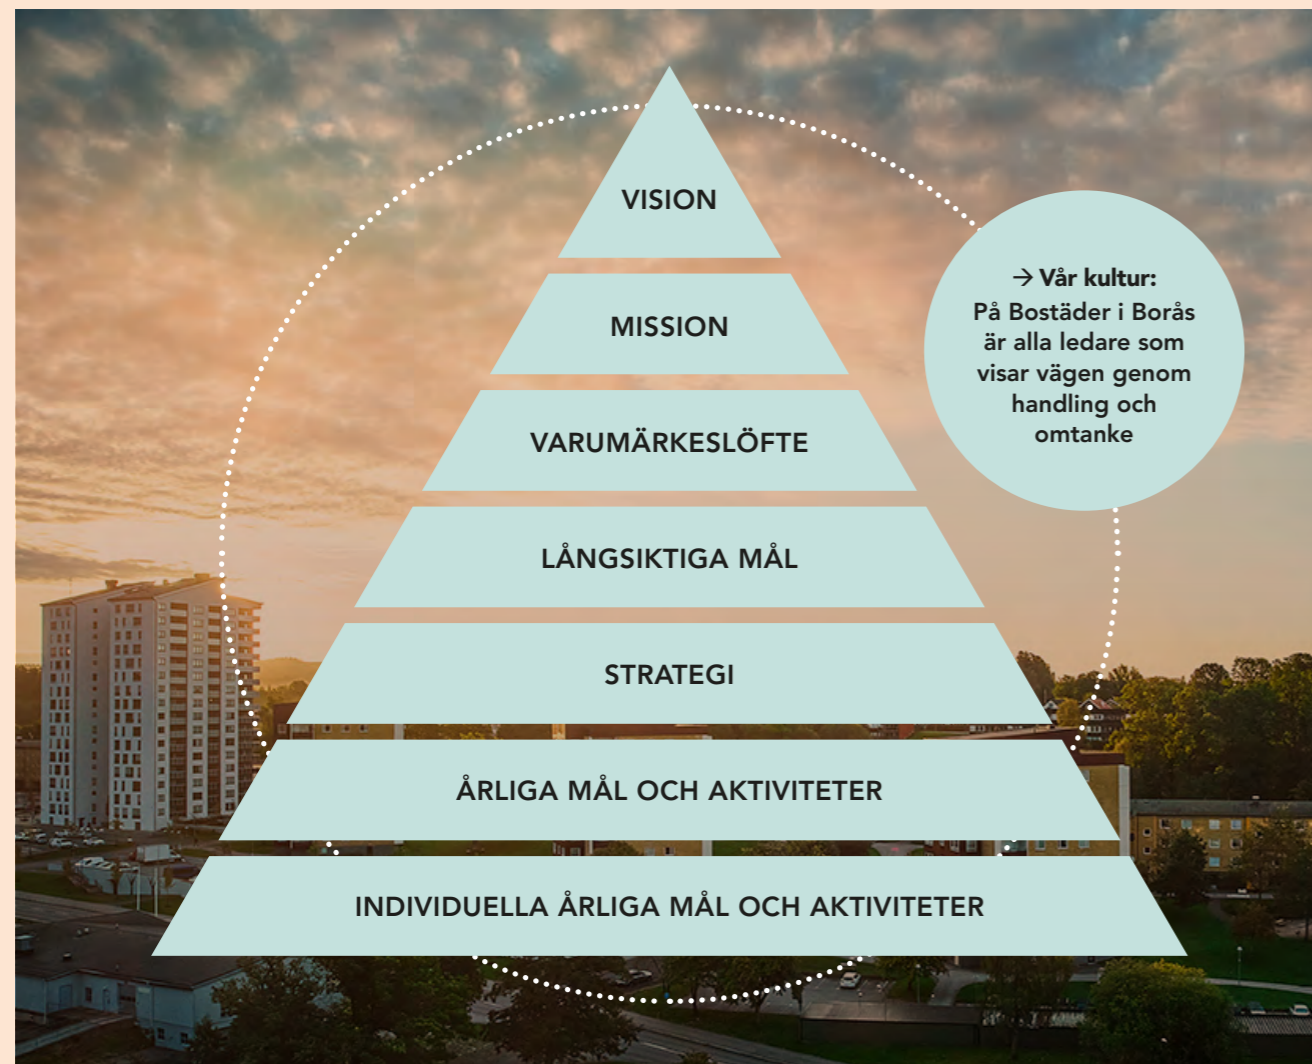 VISION
MISSION
VARUMÄRKESLÖFTE
LÅNGSIKTIGA MÅL
STRATEGI
ÅRLIGA MÅL OCH AKTIVITETER
INDIVIDUELLA ÅRLIGA MÅL OCH AKTIVITETER
→ Vår kultur:
På Bostäder i Borås
är alla ledare som
visar vägen genom
handling och
omtanke